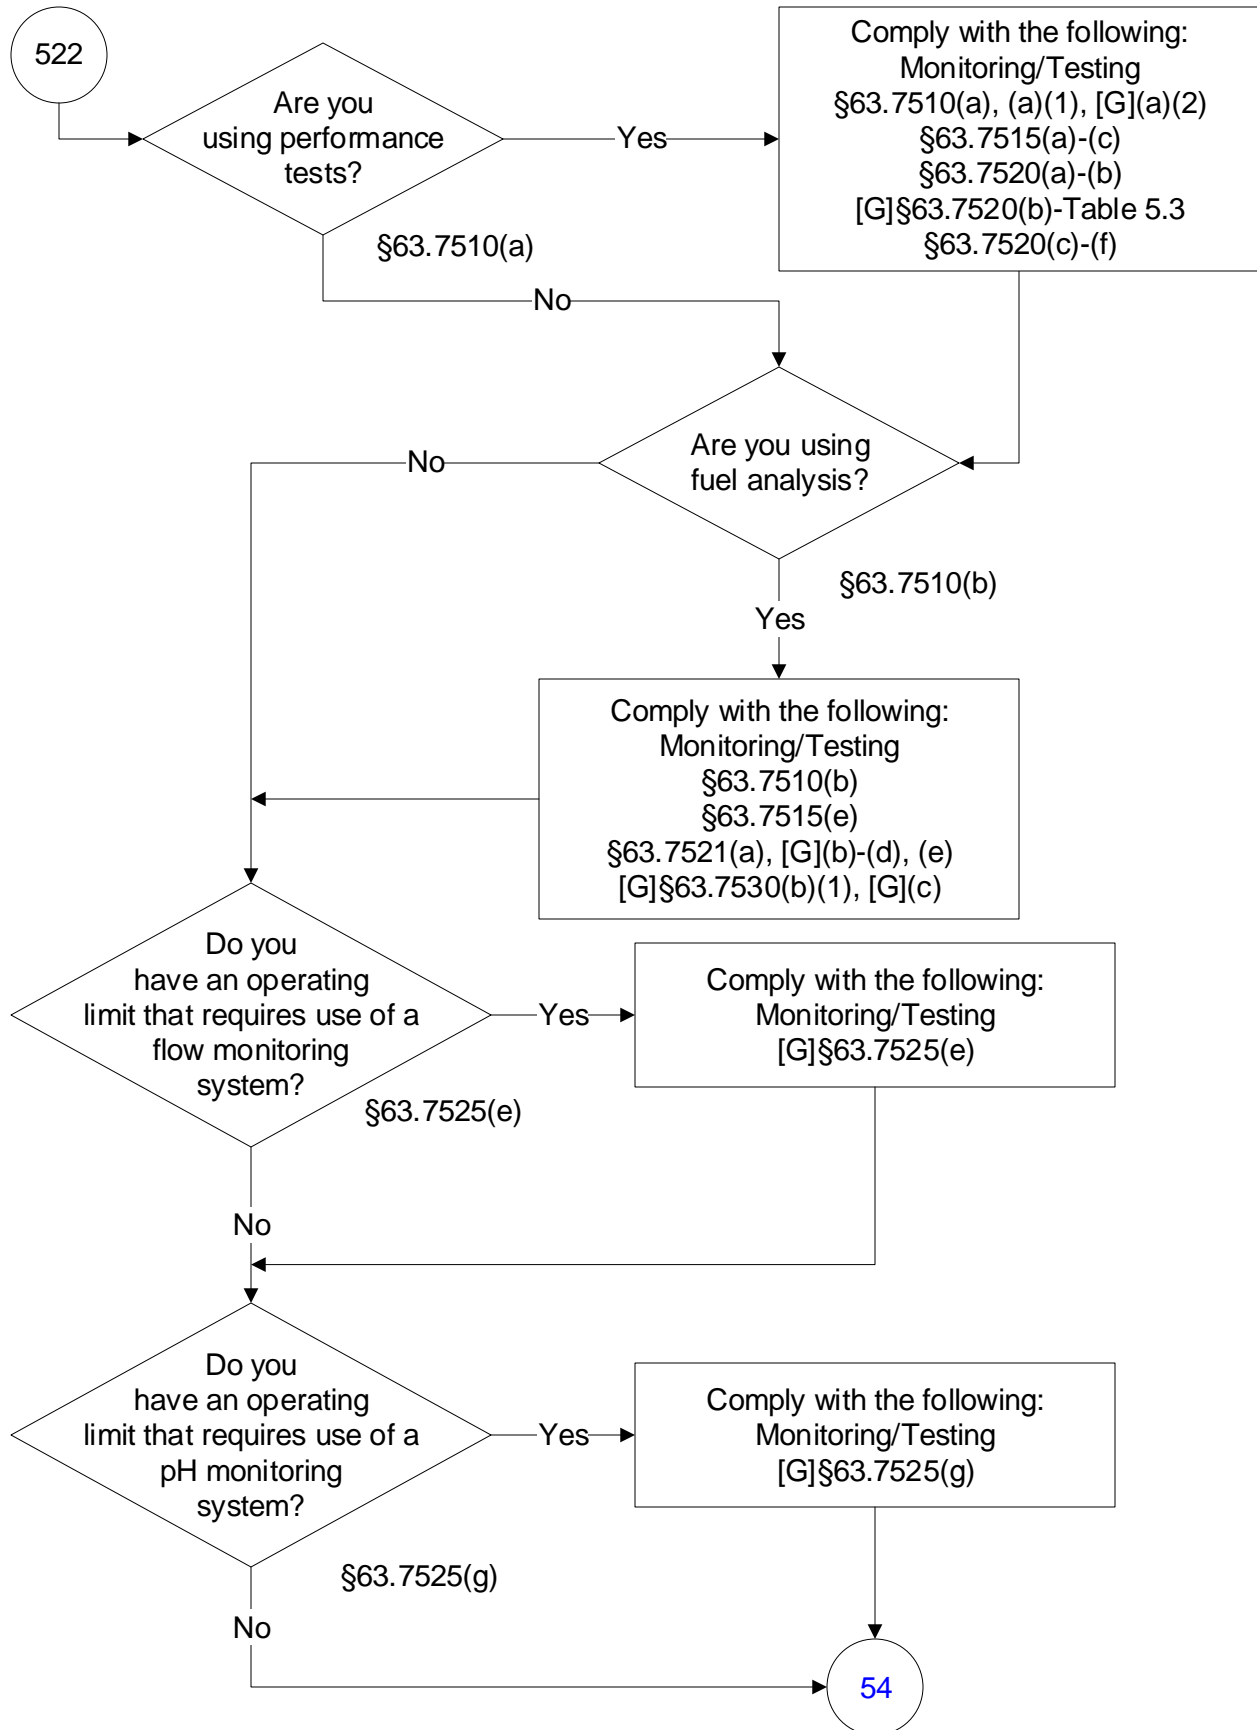 522
Are you
using performance
tests?
Yes
Comply with the following:
Monitoring/Testing
§63.7510(a), (a)(1), [G](a)(2)
§63.7515(a)-(c)
§63.7520(a)-(b)
[G]§63.7520(b)-Table 5.3
§63.7520(c)-(f)
§63.7510(a)
No
Are you using
fuel analysis?
No
§63.7510(b)
Yes
Comply with the following:
Monitoring/Testing
§63.7510(b)
§63.7515(e)
§63.7521(a), [G](b)-(d), (e)
[G]§63.7530(b)(1), [G](c)
Do you
have an operating
limit that requires use of a
flow monitoring
system?
Yes
Comply with the following:
Monitoring/Testing
[G]§63.7525(e)
§63.7525(e)
No
Do you
have an operating
limit that requires use of a
pH monitoring
system?
Yes
Comply with the following:
Monitoring/Testing
[G]§63.7525(g)
§63.7525(g)
No
54